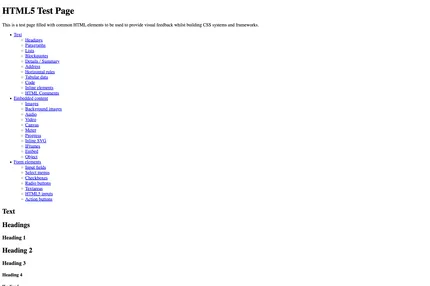 HTML5 Test Page
This is a test page filled with common HTML elements to be used to provide visual feedback whilst building CSS systems and frameworks.
Text
Headings
Paragraphs
Lists
Blockquotes
Details / Summary
Address
Horizontal rules
Tabular data
Code
Inline elements
HTML Comments
Embedded content
Images
Background images
Audio
Video
Canvas
Meter
Progress
Inline SVG
IFrames
Embed
Object
Form elements
Input fields
Select menus
Checkboxes
Radio buttons
Textareas
HTML5 inputs
Action buttons
Text
Headings
Heading 1
Heading 2
Heading 3
Heading 4